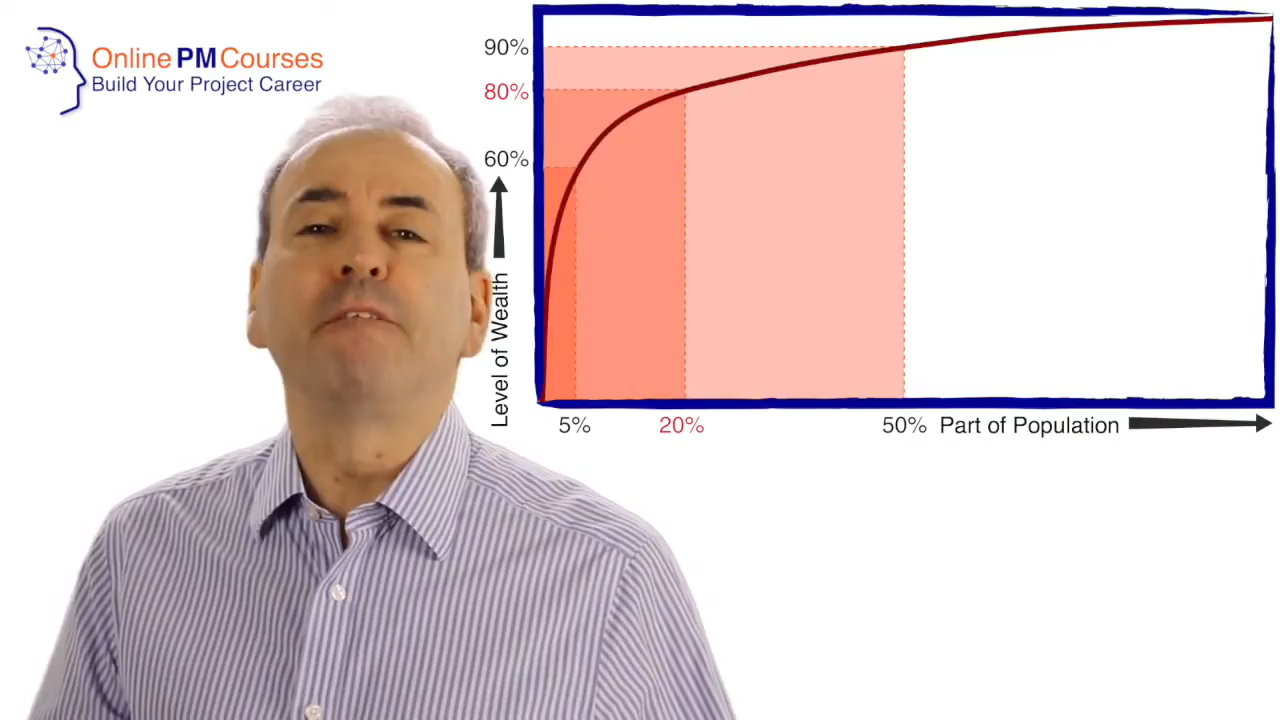 Online PM Courses
Build Your Project Career
90%
80%
60%
Level of Wealth
5%
20%
50%
Part of Population